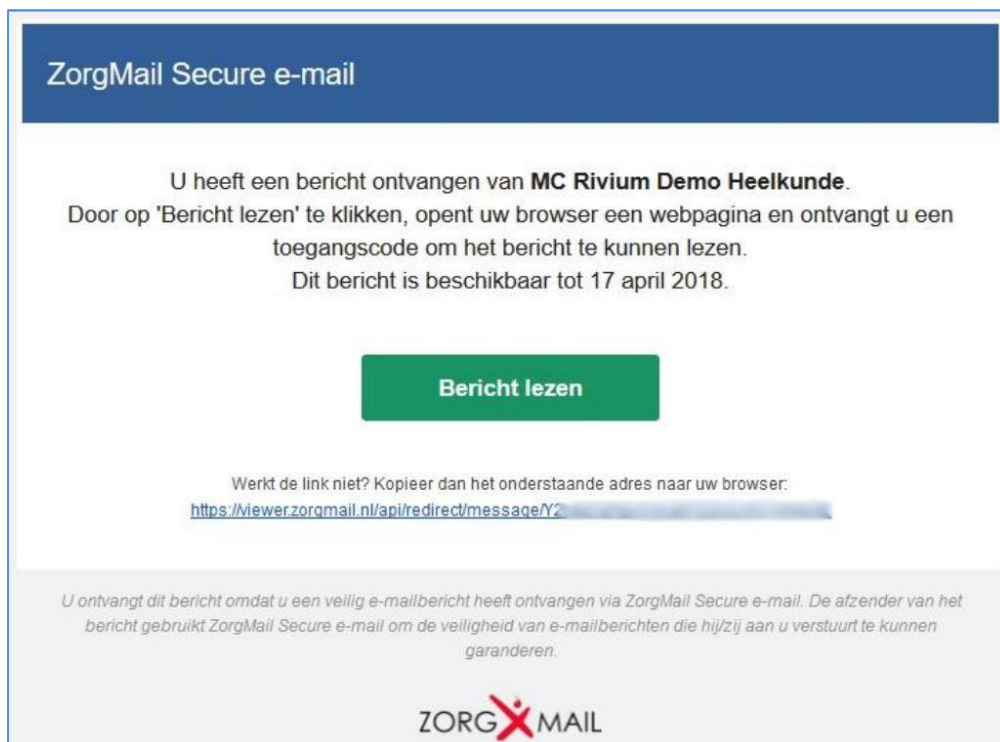 ZorgMail Secure e-mail
U heeft een bericht ontvangen van MC Rivium Demo Heelkunde.
Door op 'Bericht lezen' te klikken, opent uw browser een webpagina en ontvangt u een
toegangscode om het bericht te kunnen lezen.
Dit bericht is beschikbaar tot 17 april 2018.
Bericht lezen
Werkt de link niet? Kopieer dan het onderstaande adres naar uw browser:
https://viewer.zorgmail.nl/api/redirect/message/Y2
U ontvangt dit bericht omdat u een veilig e-mailbericht heeft ontvangen via ZorgMail Secure e-mail. De afzender van het
bericht gebruikt ZorgMail Secure e-mail om de veiligheid van e-mailberichten die hij/zij aan u verstuurt te kunnen
garanderen.
ZORG MAIL